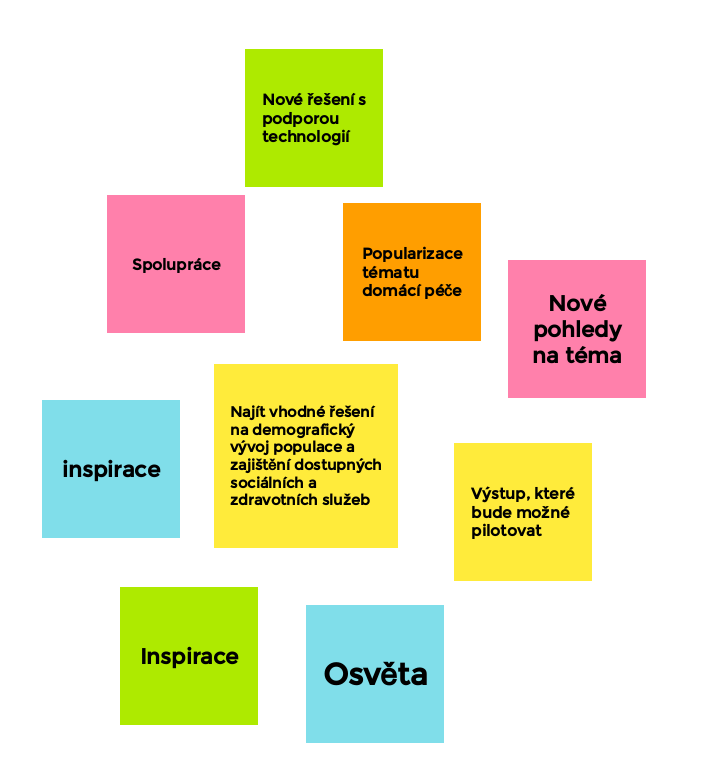 Nové řešení s
podporou
technologií
Spolupráce
Popularizace
tématu
domácí péče
Nové
pohledy
na téma
inspirace
Najít vhodné řešení
na demografický
vývoj populace a
zajištění dostupných
sociálních a
zdravotních služeb
Výstup, které
bude možné
pilotovat
Inspirace
Osvěta